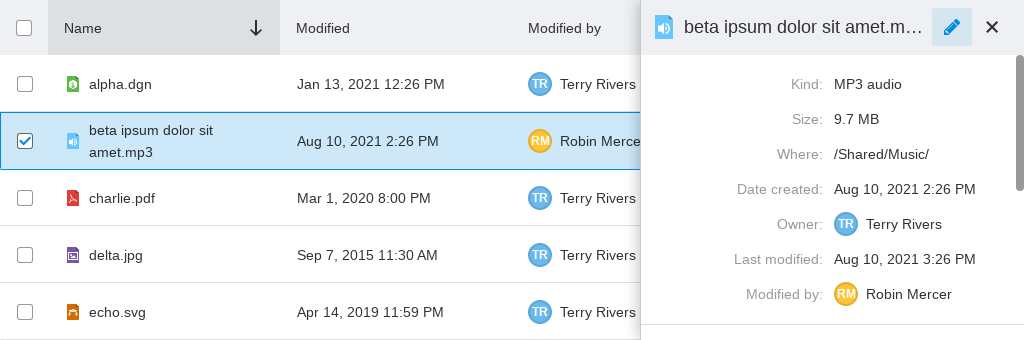 Name
Modified
Modified by
alpha.dgn
Jan 13, 2021 12:26 PM
TR
Terry Rivers
beta ipsum dolor sit
amet.mp3
Aug 10, 2021 2:26 PM
RM
Robin Merce
charlie.pdf
Mar 1, 2020 8:00 PM
TR
Terry Rivers
delta.jpg
Sep 7, 2015 11:30 AM
TR
Terry Rivers
echo.svg
Apr 14, 2019 11:59 PM
TR
Terry Rivers
beta ipsum dolor sit amet.m…
Kind: MP3 audio
Size: 9.7 MB
Where: /Shared/Music/
Date created: Aug 10, 2021 2:26 PM
Owner: TR Terry Rivers
Last modified: Aug 10, 2021 3:26 PM
Modified by: RM Robin Mercer